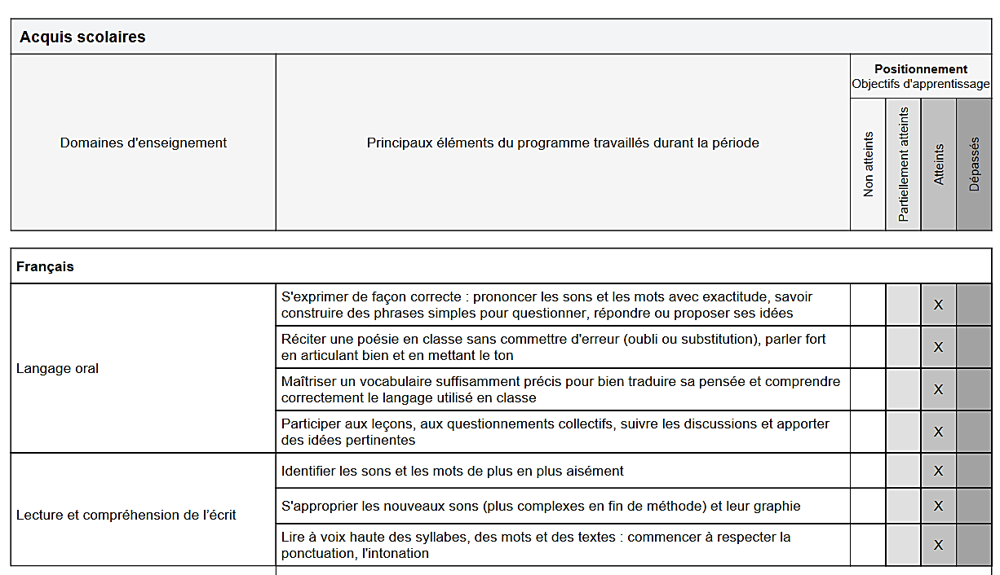 Acquis scolaires
Domaines d'enseignement
Principaux éléments du programme travaillés durant la période
Positionnement
Objectifs d'apprentissage
Non atteints
Partiellement atteints
Atteints
Dépassés
Français
Langage oral
S'exprimer de façon correcte : prononcer les sons et les mots avec exactitude, savoir
construire des phrases simples pour questionner, répondre ou proposer ses idées
X
Réciter une poésie en classe sans commettre d'erreur (oubli ou substitution), parler fort
en articulant bien et en mettant le ton
X
Maîtriser un vocabulaire suffisamment précis pour bien traduire sa pensée et comprendre
correctement le langage utilisé en classe
X
Participer aux leçons, aux questionnements collectifs, suivre les discussions et apporter
des idées pertinentes
X
Lecture et compréhension de l’écrit
Identifier les sons et les mots de plus en plus aisément
X
S'approprier les nouveaux sons (plus complexes en fin de méthode) et leur graphie
X
Lire à voix haute des syllabes, des mots et des textes : commencer à respecter la
ponctuation, l'intonation
X